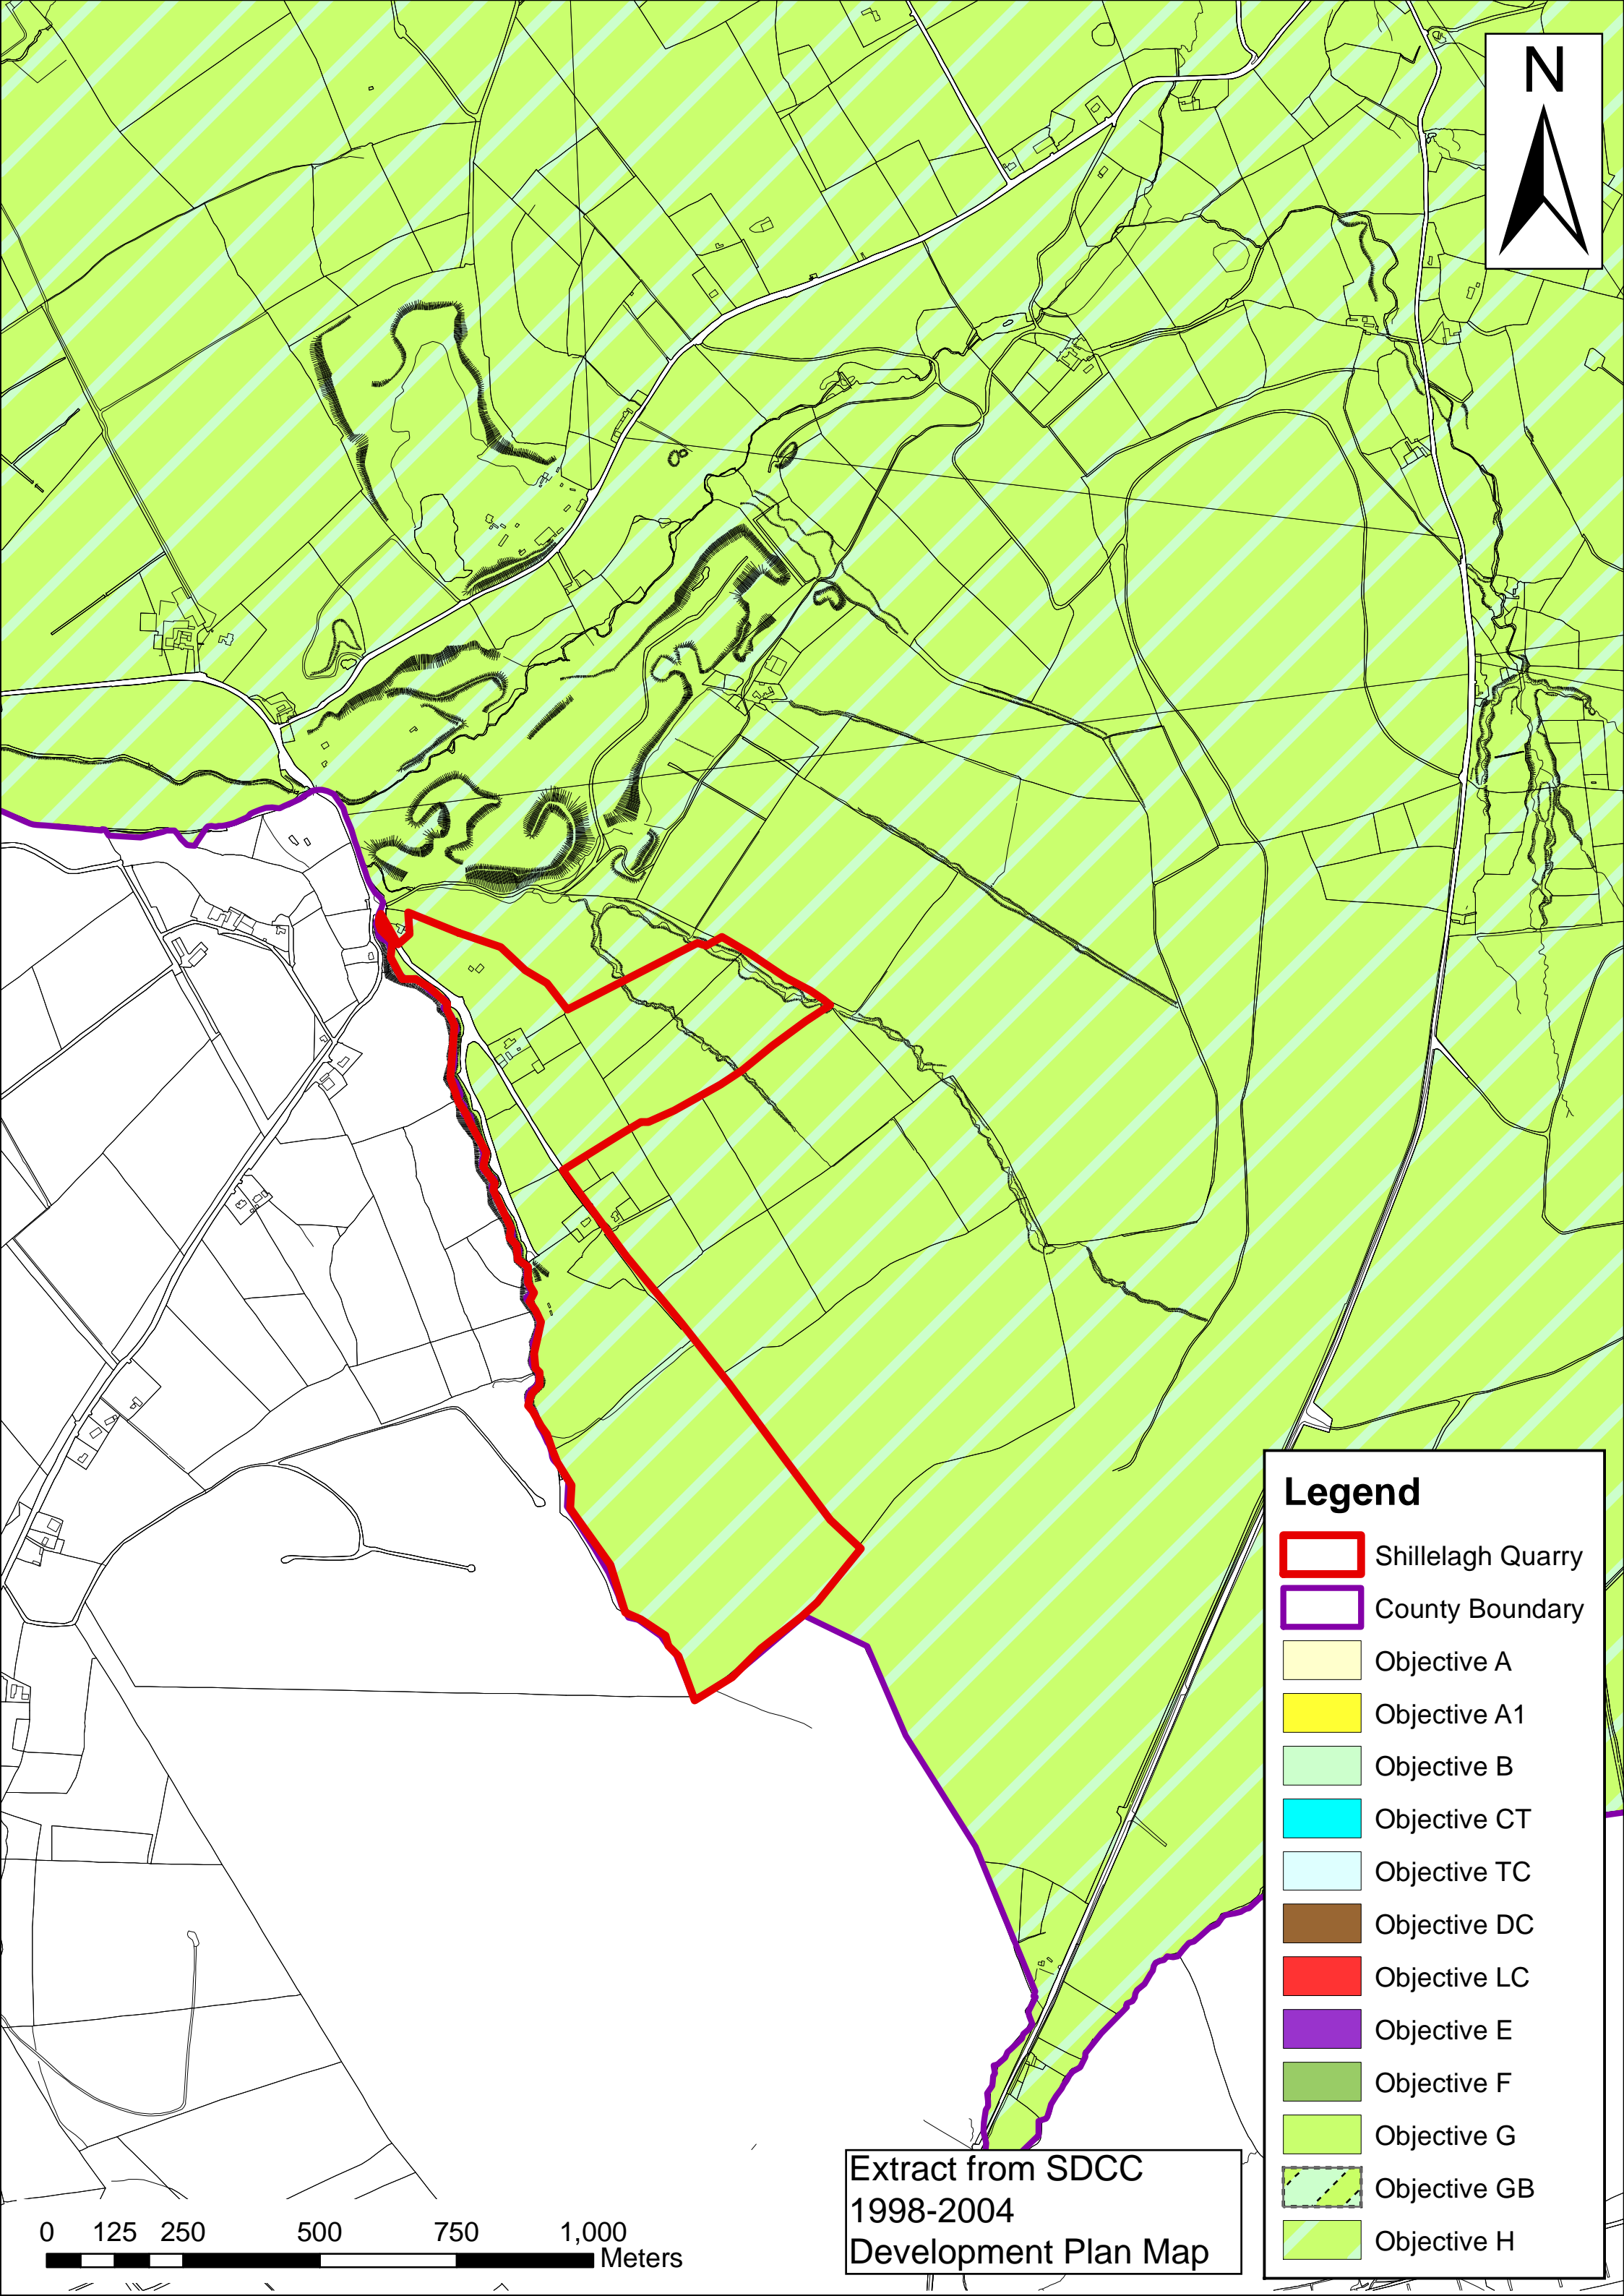 N
Legend
Shillelagh Quarry
County Boundary
Objective A
Objective A1
Objective B
Objective CT
Objective TC
Objective DC
Objective LC
Objective E
Objective F
Objective G
Objective GB
Objective H
Extract from SDCC
1998-2004
Development Plan Map
0 125 250 500 750 1,000
Meters